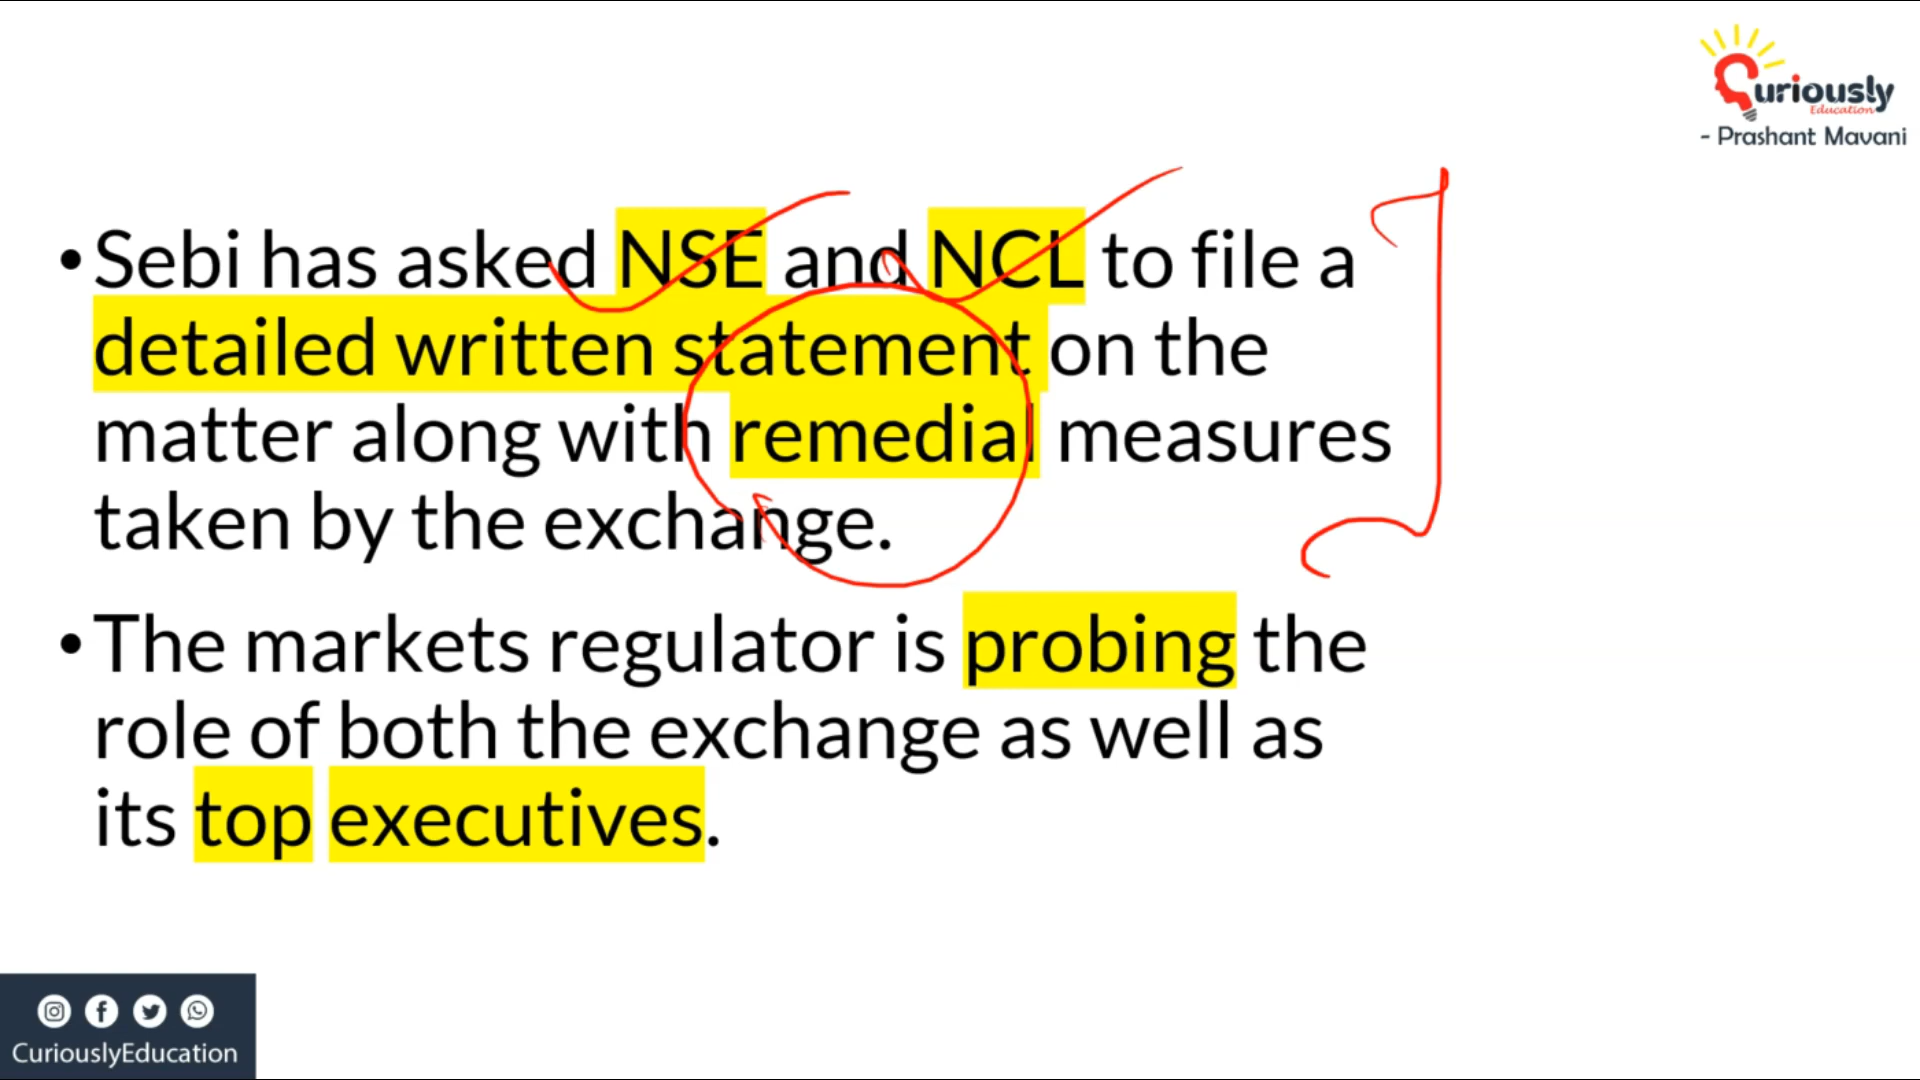 Curiously
Education
- Prashant Mavani
• Sebi has asked NSE and NCL to file a
detailed written statement on the
matter along with remedial measures
taken by the exchange.
• The markets regulator is probing the
role of both the exchange as well as
its top executives.
CuriouslyEducation